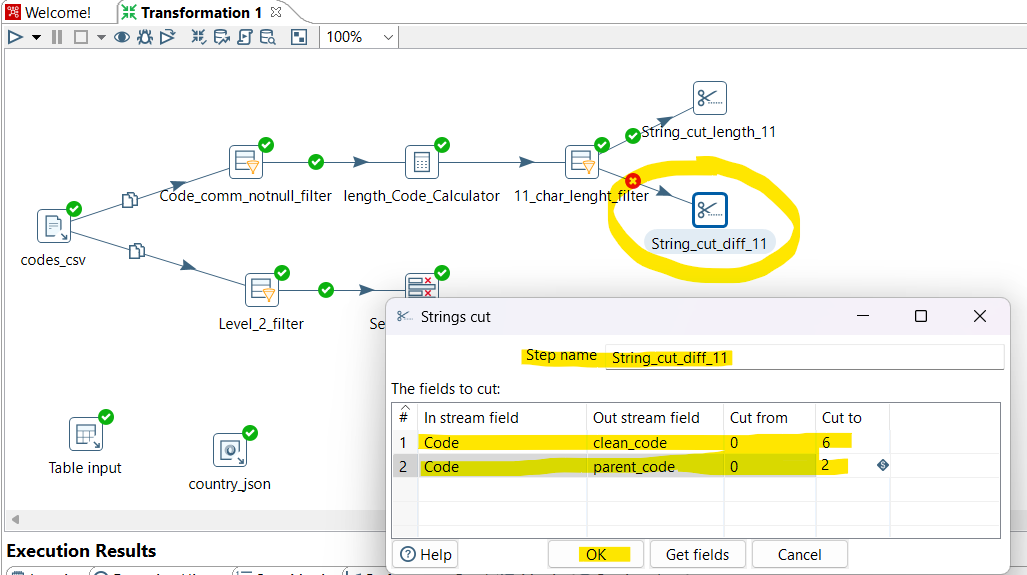 Welcome!
Transformation 1
100%
String_cut_length_11
Code_comm_notnull_filter
length_Code_Calculator
11_char_lenght_filter
String_cut_diff_11
codes_csv
Level_2_filter
Se
Table input
country_json
Strings cut
Step name
String_cut_diff_11
The fields to cut:
# In stream field Out stream field Cut from Cut to
1 Code clean_code 0 6
2 Code parent_code 0 2
Help
OK
Get fields
Cancel
Execution Results